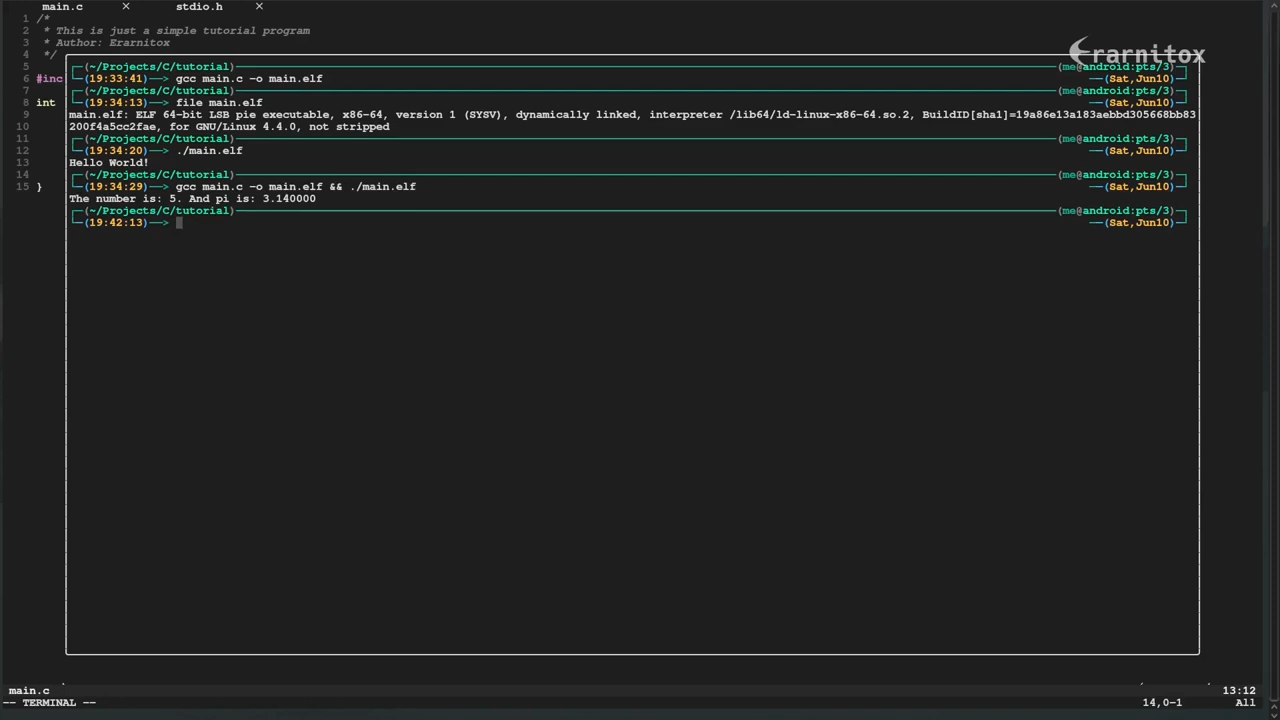 main.c × stdio.h ×
1 /*
2 * This is just a simple tutorial program
3 * Author: Erarnitox
4 */
Erarnitox
5 (~/Projects/C/tutorial) (me@android:pts/3)
6 #inc (19:33:41)──> gcc main.c -o main.elf (Sat,Jun10)
7 (~/Projects/C/tutorial) (me@android:pts/3)
8 int (19:34:13)──> file main.elf (Sat,Jun10)
9 main.elf: ELF 64-bit LSB pie executable, x86-64, version 1 (SYSV), dynamically linked, interpreter /lib64/ld-linux-x86-64.so.2, BuildID[sha1]=19a86e13a183aebbd305668bb83
10 200f4a5cc2fae, for GNU/Linux 4.4.0, not stripped
11 (~/Projects/C/tutorial) (me@android:pts/3)
12 (19:34:20)──> ./main.elf (Sat,Jun10)
13 Hello World!
14 (~/Projects/C/tutorial) (me@android:pts/3)
15 } (19:34:29)──> gcc main.c -o main.elf && ./main.elf (Sat,Jun10)
The number is: 5. And pi is: 3.140000
(~/Projects/C/tutorial) (me@android:pts/3)
(19:42:13)──> (Sat,Jun10)
main.c 13:12
-- TERMINAL -- 14,0-1 All